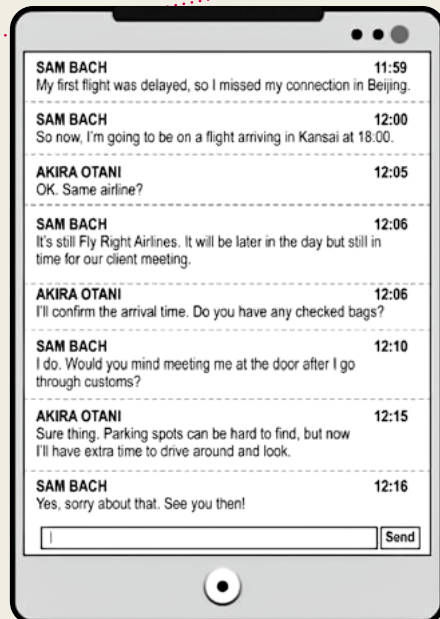 SAM BACH 11:59
My first flight was delayed, so I missed my connection in Beijing.
SAM BACH 12:00
So now, I'm going to be on a flight arriving in Kansai at 18:00.
AKIRA OTANI 12:05
OK. Same airline?
SAM BACH 12:06
It's still Fly Right Airlines. It will be later in the day but still in
time for our client meeting.
AKIRA OTANI 12:06
I'll confirm the arrival time. Do you have any checked bags?
SAM BACH 12:10
I do. Would you mind meeting me at the door after I go
through customs?
AKIRA OTANI 12:15
Sure thing. Parking spots can be hard to find, but now
I'll have extra time to drive around and look.
SAM BACH 12:16
Yes, sorry about that. See you then!
Send